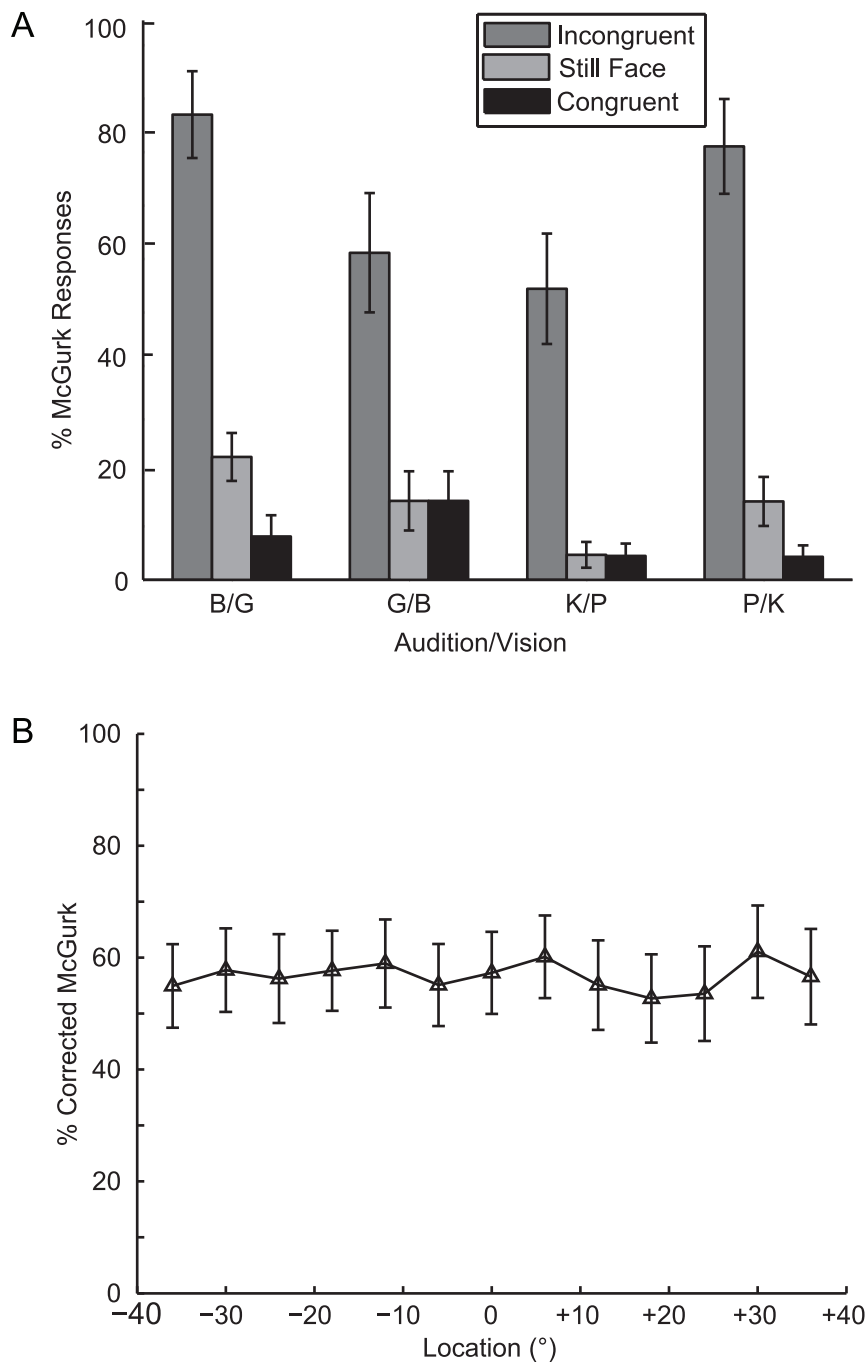 A
100
80
60
40
20
0
% McGurk Responses
Incongruent
Still Face
Congruent
B/G G/B K/P P/K
Audition/Vision
B
100
80
60
40
20
0
% Corrected McGurk
−40 −30 −20 −10 0 +10 +20 +30 +40
Location (°)